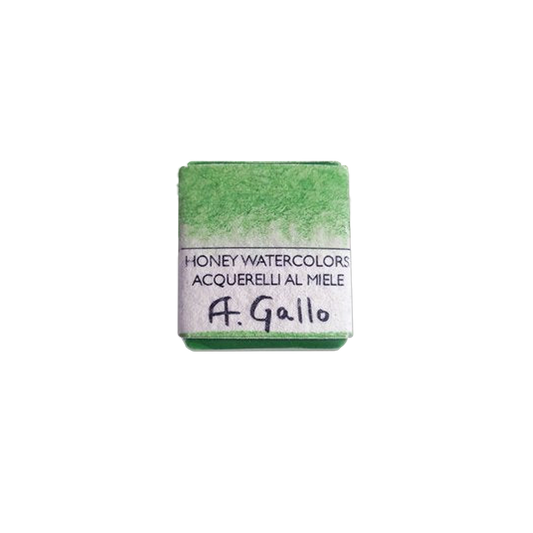 HONEY WATERCOLORS
ACQUERELLI AL MIELE
A. Gallo